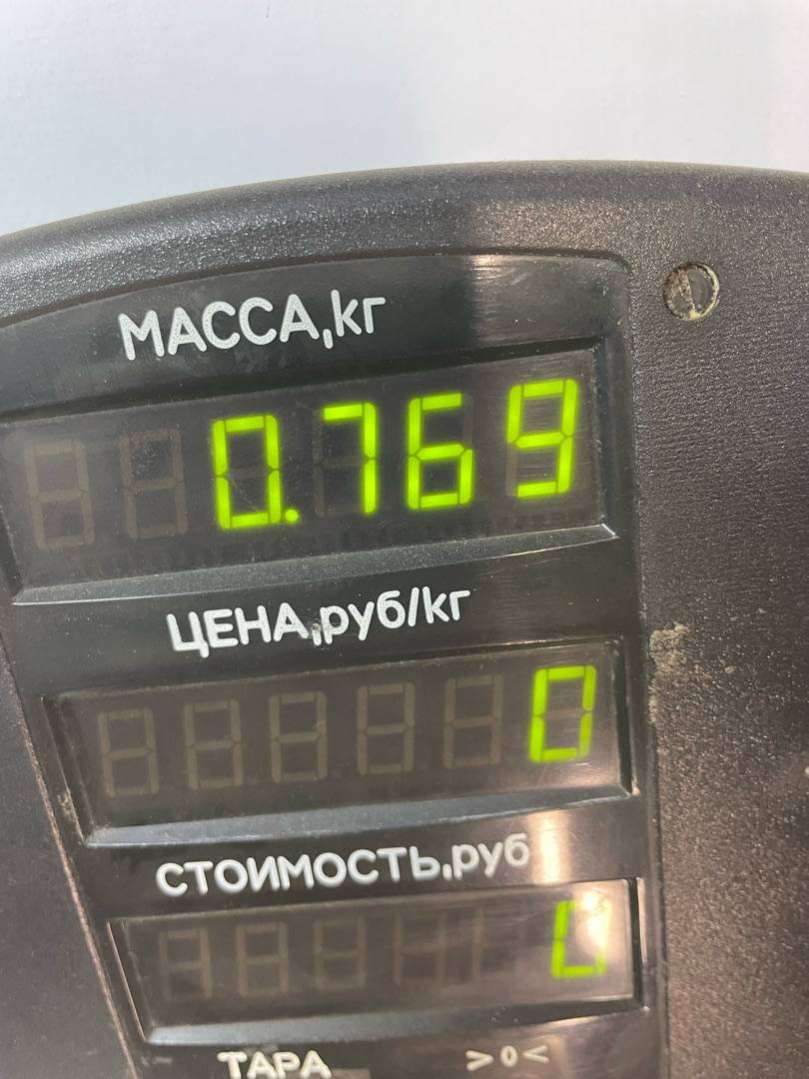 МАССА,кг
0.769
ЦЕНА,руб/кг
0
СТОИМОСТЬ,руб
0
ТАРА >0<